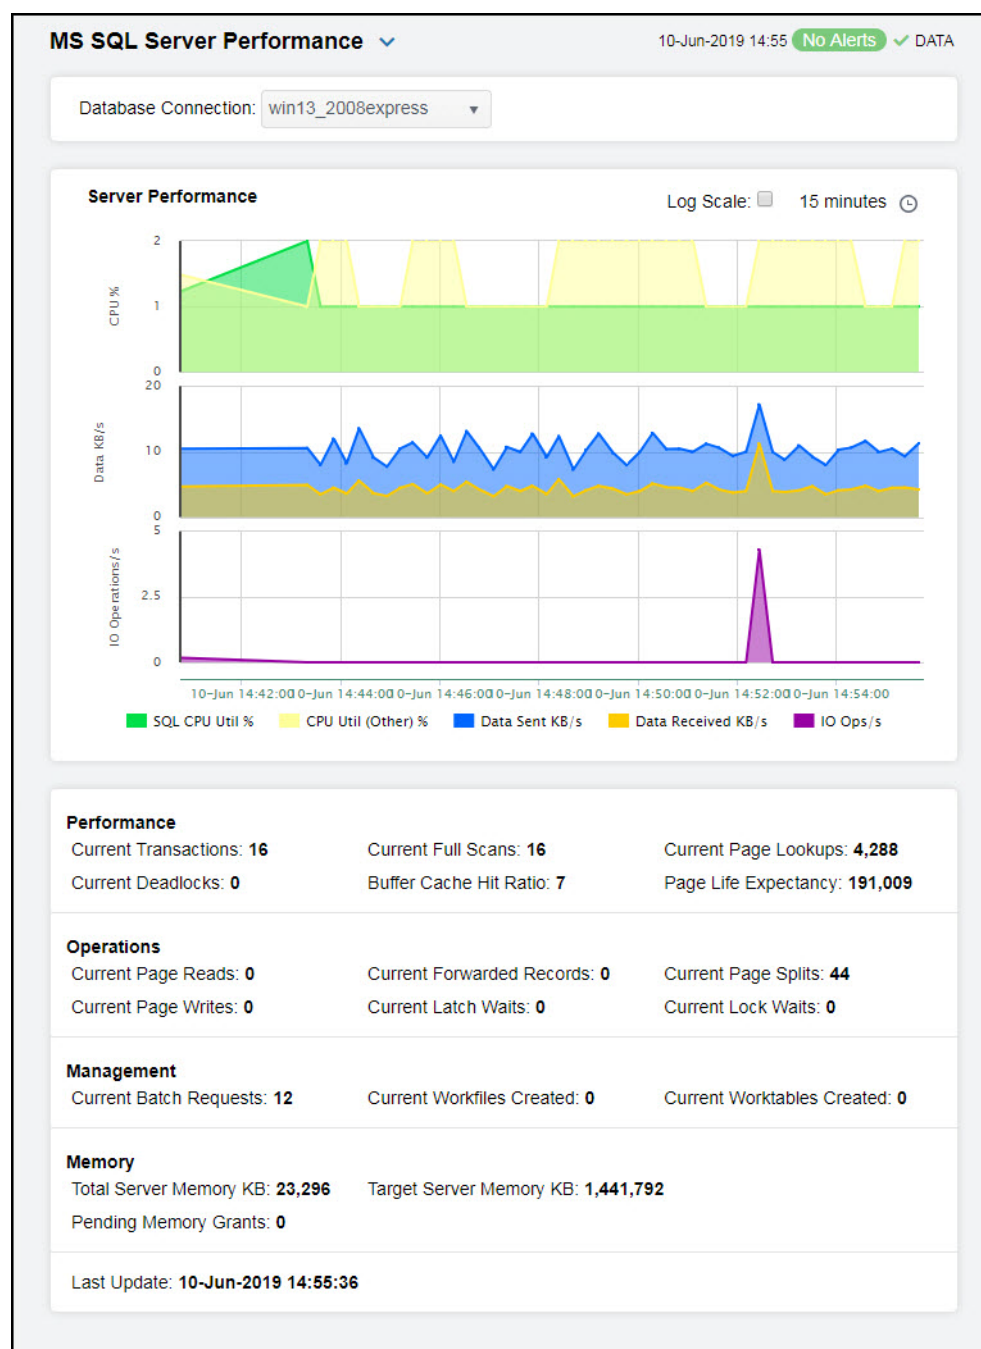 MS SQL Server Performance
10-Jun-2019 14:55 No Alerts DATA
Database Connection: win13_2008express
Server Performance
Log Scale: 15 minutes
2
CPU %
1
0
20
Data KB/s
10
0
5
IO Operations/s
2.5
0
10-Jun 14:42:00 10-Jun 14:44:00 10-Jun 14:46:00 10-Jun 14:48:00 10-Jun 14:50:00 10-Jun 14:52:00 10-Jun 14:54:00
SQL CPU Util % CPU Util (Other) % Data Sent KB/s Data Received KB/s IO Ops/s
Performance
Current Transactions: 16 Current Full Scans: 16 Current Page Lookups: 4,288
Current Deadlocks: 0 Buffer Cache Hit Ratio: 7 Page Life Expectancy: 191,009
Operations
Current Page Reads: 0 Current Forwarded Records: 0 Current Page Splits: 44
Current Page Writes: 0 Current Latch Waits: 0 Current Lock Waits: 0
Management
Current Batch Requests: 12 Current Workfiles Created: 0 Current Worktables Created: 0
Memory
Total Server Memory KB: 23,296 Target Server Memory KB: 1,441,792
Pending Memory Grants: 0
Last Update: 10-Jun-2019 14:55:36